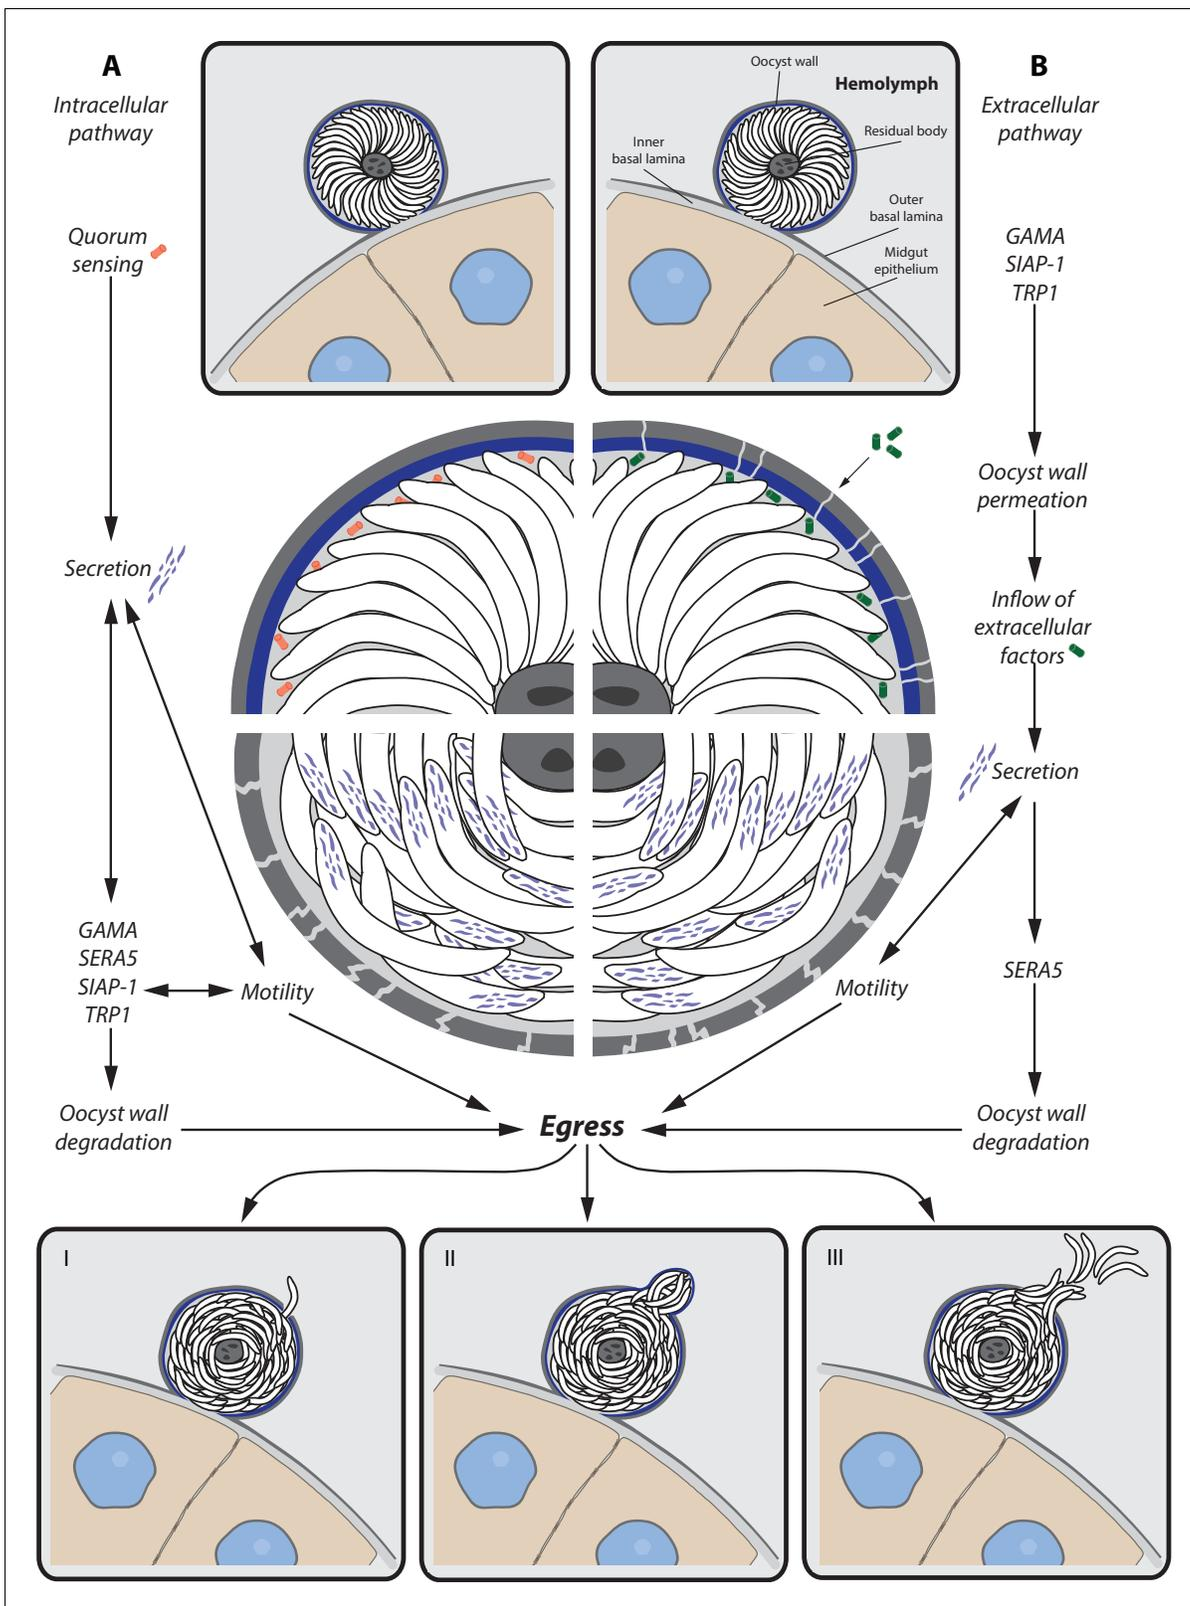 A
Intracellular
pathway
Quorum
sensing
Secretion
GAMA
SERA5
SIAP-1
TRP1
Motility
Oocyst wall
degradation
Oocyst wall
Hemolymph
Residual body
Inner
basal lamina
Outer
basal lamina
Midgut
epithelium
B
Extracellular
pathway
GAMA
SIAP-1
TRP1
Oocyst wall
permeation
Inflow of
extracellular
factors
Secretion
Motility
SERA5
Oocyst wall
degradation
Egress
I
II
III